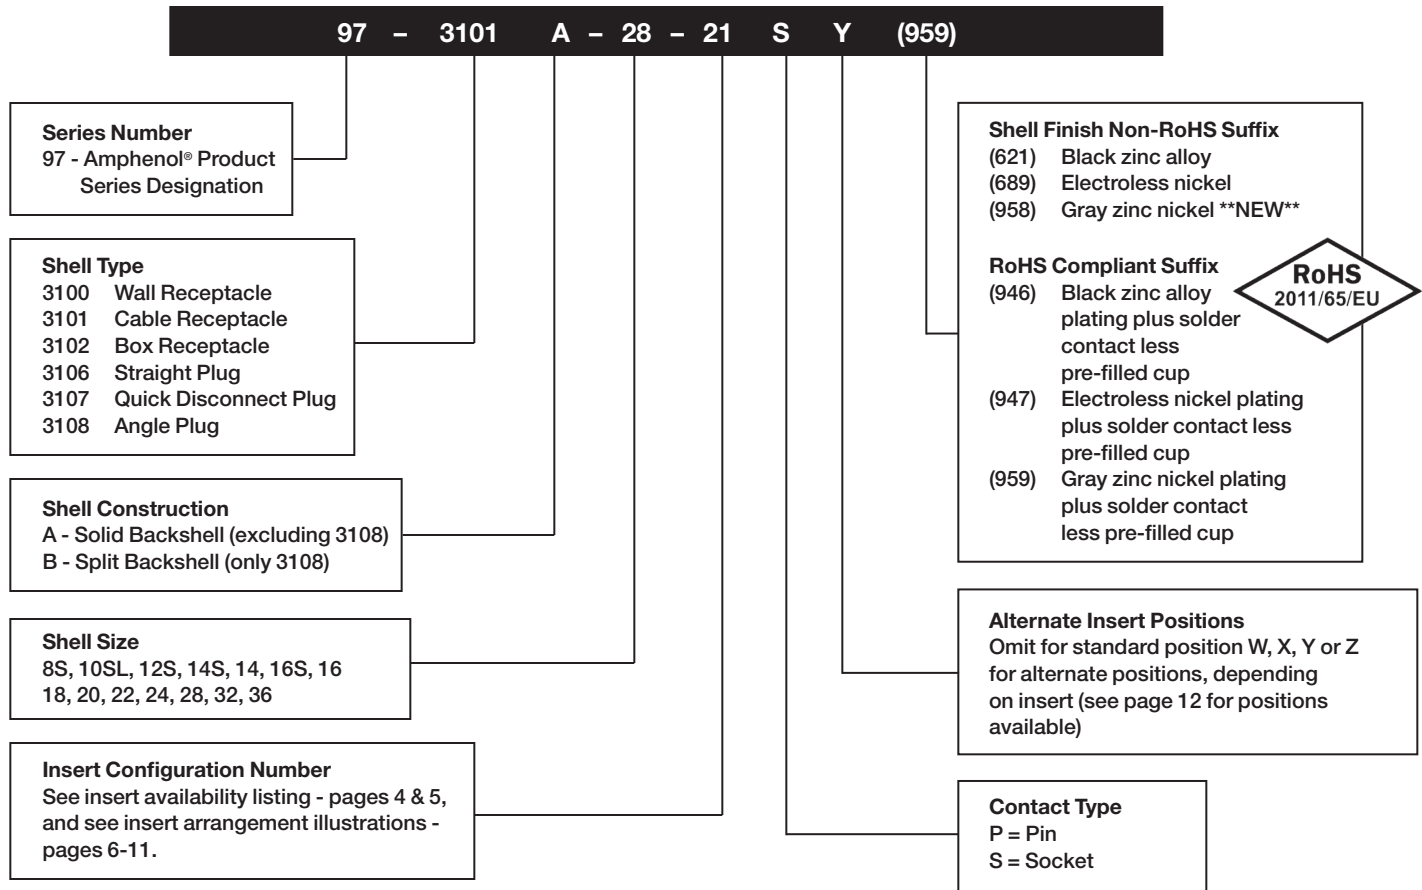 97 – 3101 A – 28 – 21 S Y (959)
Series Number
97 - Amphenol® Product
Series Designation
Shell Type
3100 Wall Receptacle
3101 Cable Receptacle
3102 Box Receptacle
3106 Straight Plug
3107 Quick Disconnect Plug
3108 Angle Plug
Shell Construction
A - Solid Backshell (excluding 3108)
B - Split Backshell (only 3108)
Shell Size
8S, 10SL, 12S, 14S, 14, 16S, 16
18, 20, 22, 24, 28, 32, 36
Insert Configuration Number
See insert availability listing - pages 4 & 5,
and see insert arrangement illustrations -
pages 6-11.
Shell Finish Non-RoHS Suffix
(621) Black zinc alloy
(689) Electroless nickel
(958) Gray zinc nickel **NEW**
RoHS Compliant Suffix
(946) Black zinc alloy
plating plus solder
contact less
pre-filled cup
(947) Electroless nickel plating
plus solder contact less
pre-filled cup
(959) Gray zinc nickel plating
plus solder contact
less pre-filled cup
RoHS
2011/65/EU
Alternate Insert Positions
Omit for standard position W, X, Y or Z
for alternate positions, depending
on insert (see page 12 for positions
available)
Contact Type
P = Pin
S = Socket